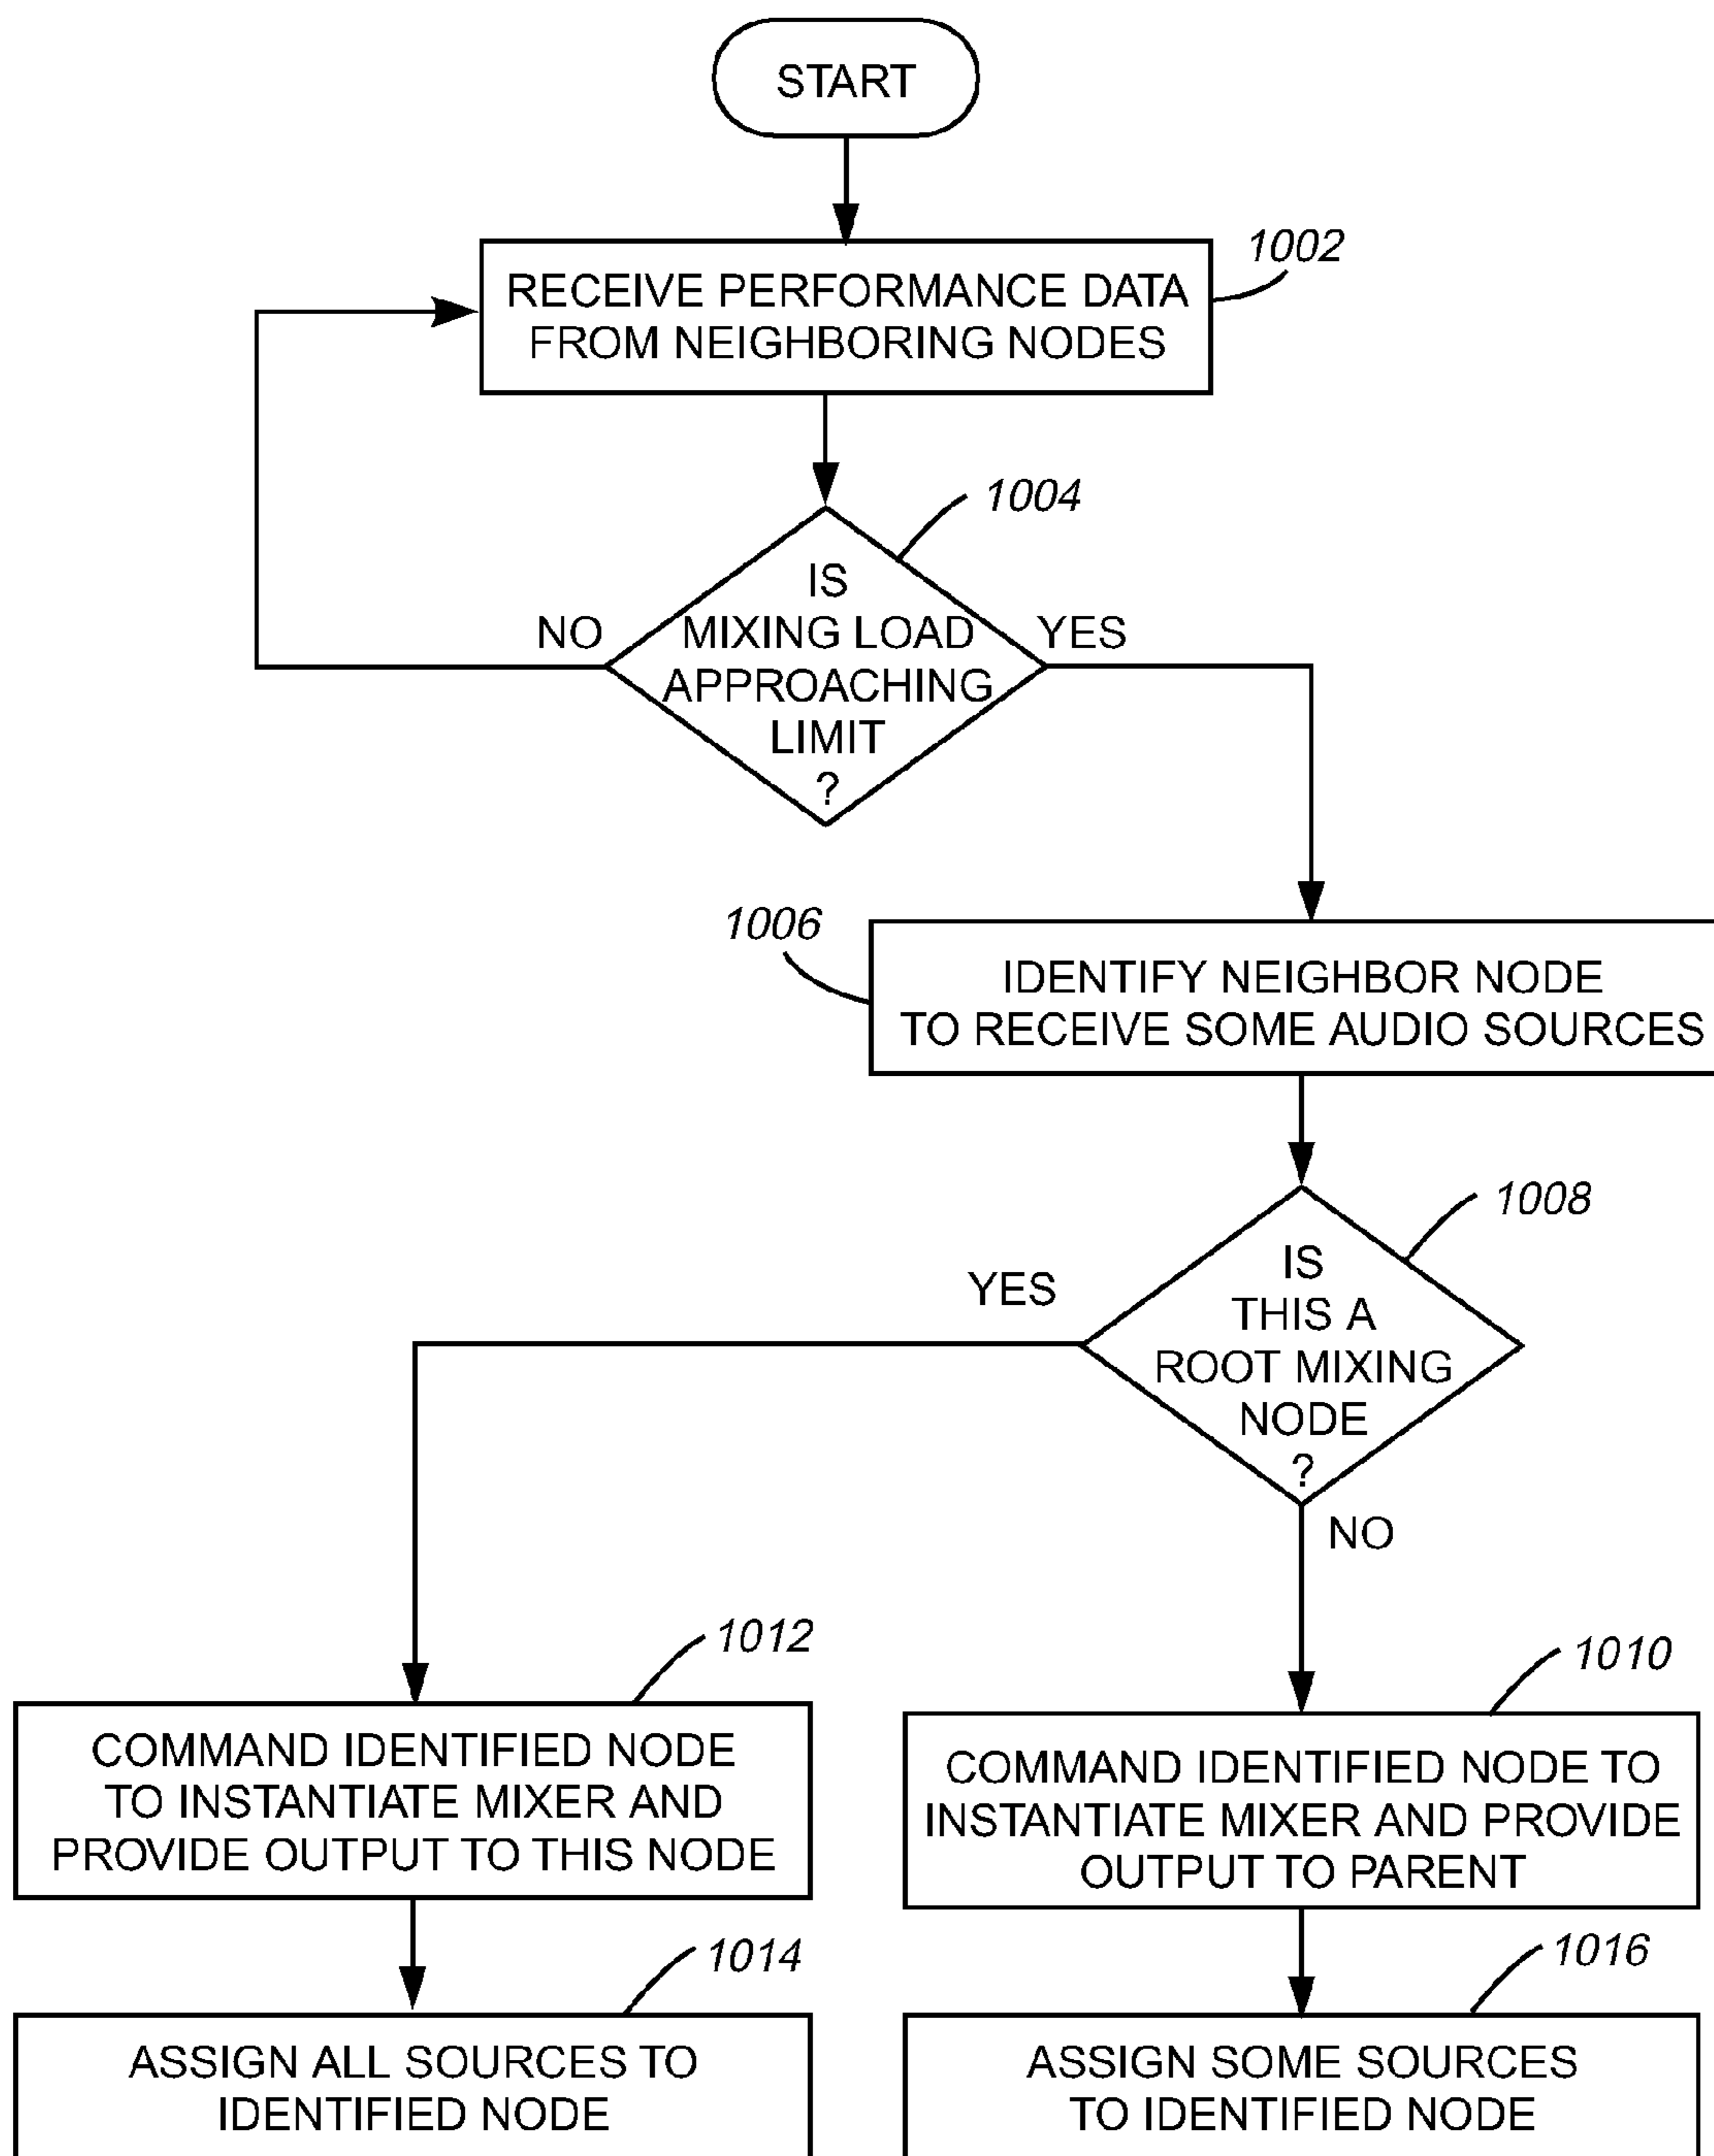 START
1002
RECEIVE PERFORMANCE DATA
FROM NEIGHBORING NODES
1004
IS
MIXING LOAD
APPROACHING
LIMIT
?
NO
YES
1006
IDENTIFY NEIGHBOR NODE
TO RECEIVE SOME AUDIO SOURCES
1008
IS
THIS A
ROOT MIXING
NODE
?
YES
NO
1012
COMMAND IDENTIFIED NODE
TO INSTANTIATE MIXER AND
PROVIDE OUTPUT TO THIS NODE
1010
COMMAND IDENTIFIED NODE TO
INSTANTIATE MIXER AND PROVIDE
OUTPUT TO PARENT
1014
ASSIGN ALL SOURCES TO
IDENTIFIED NODE
1016
ASSIGN SOME SOURCES
TO IDENTIFIED NODE